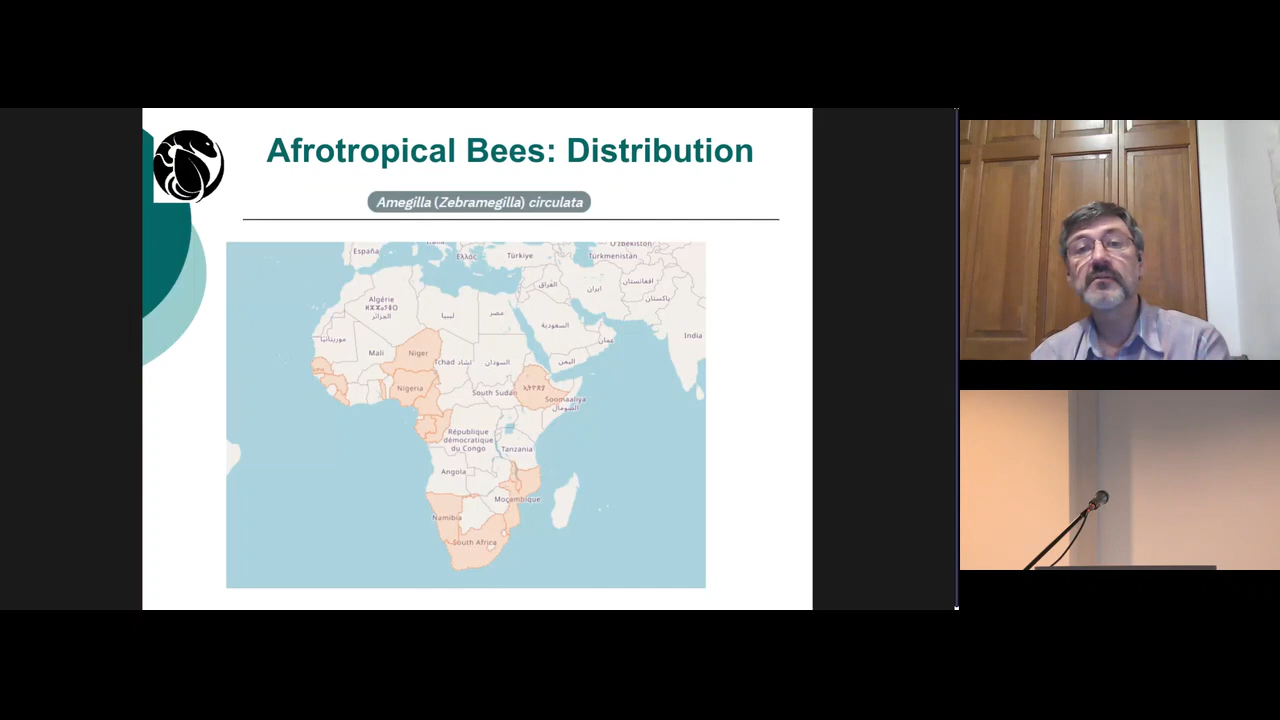 Afrotropical Bees: Distribution
Amegilla (Zebramegilla) circulata
España
Ελλάς
Türkiye
O'zbekiston
Türkmenistan
افغانستان
العراق
ایران
پاکستان
Algérie
ⵍⵣⵣⴰⵢⴻⵔ
الجزائر
ليبيا
مصر
السعودية
عمان
India
موريتانيا
Mali
Niger
Tchad تشاد
السودان
اليمن
Nigeria
South Sudan
ኢትዮጵያ
Soomaaliya
الصومال
République
démocratique
du Congo
Tanzania
Angola
Moçambique
Namibia
South Africa